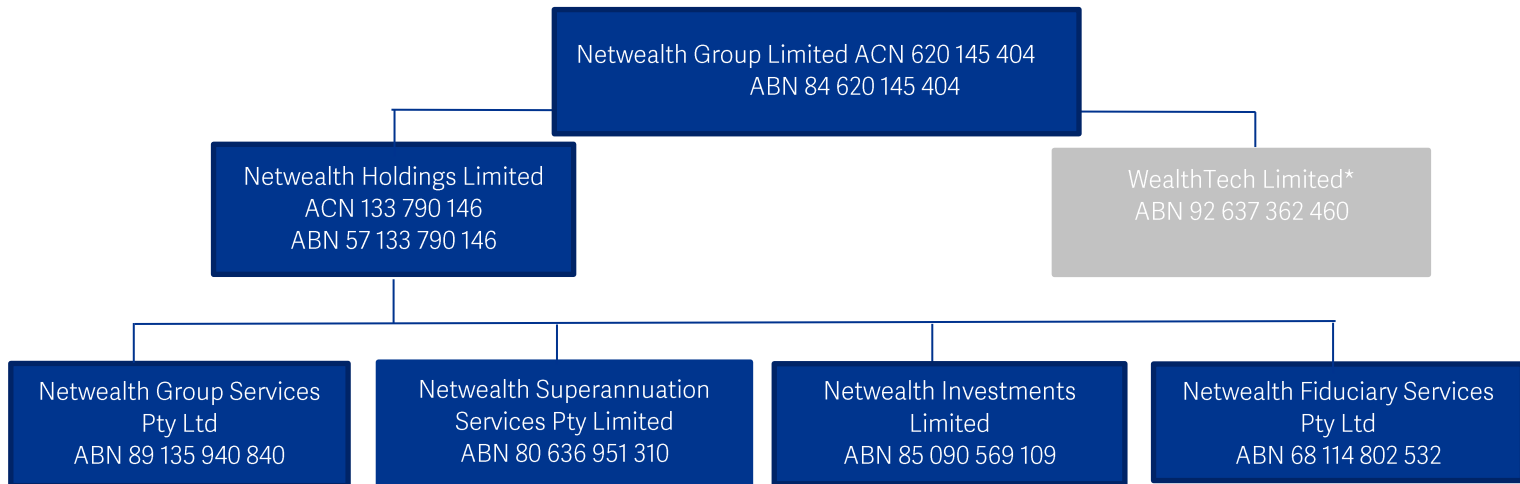 Netwealth Group Limited ACN 620 145 404
ABN 84 620 145 404
Netwealth Holdings Limited
ACN 133 790 146
ABN 57 133 790 146
WealthTech Limited*
ABN 92 637 362 460
Netwealth Group Services
Pty Ltd
ABN 89 135 940 840
Netwealth Superannuation
Services Pty Limited
ABN 80 636 951 310
Netwealth Investments
Limited
ABN 85 090 569 109
Netwealth Fiduciary Services
Pty Ltd
ABN 68 114 802 532